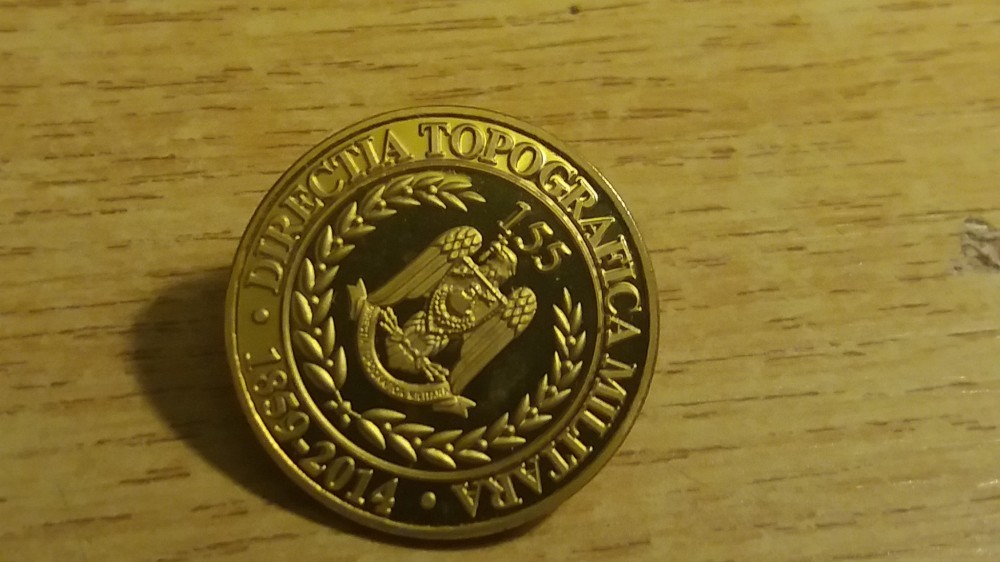 DIRECTIA TOPOGRAFICA MILITARA
155
1859-2014